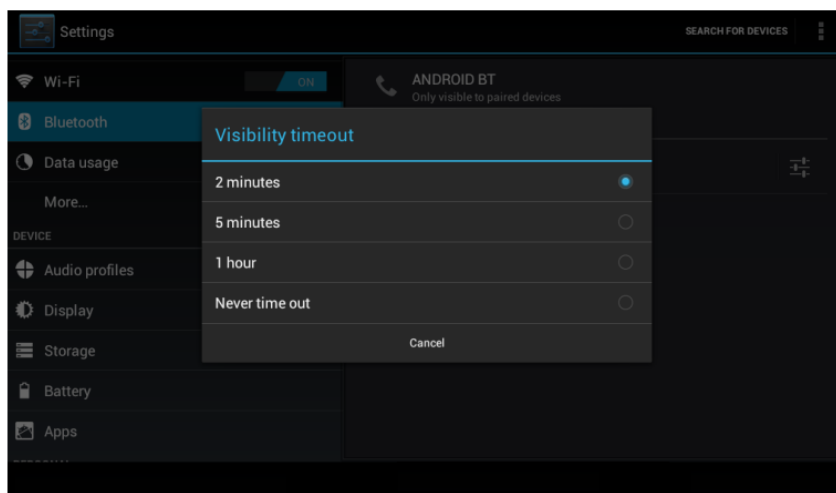 Settings
SEARCH FOR DEVICES
Wi-Fi
ON
ANDROID BT
Only visible to paired devices
Bluetooth
Visibility timeout
Data usage
2 minutes
More...
5 minutes
DEVICE
1 hour
Audio profiles
Never time out
Display
Cancel
Storage
Battery
Apps